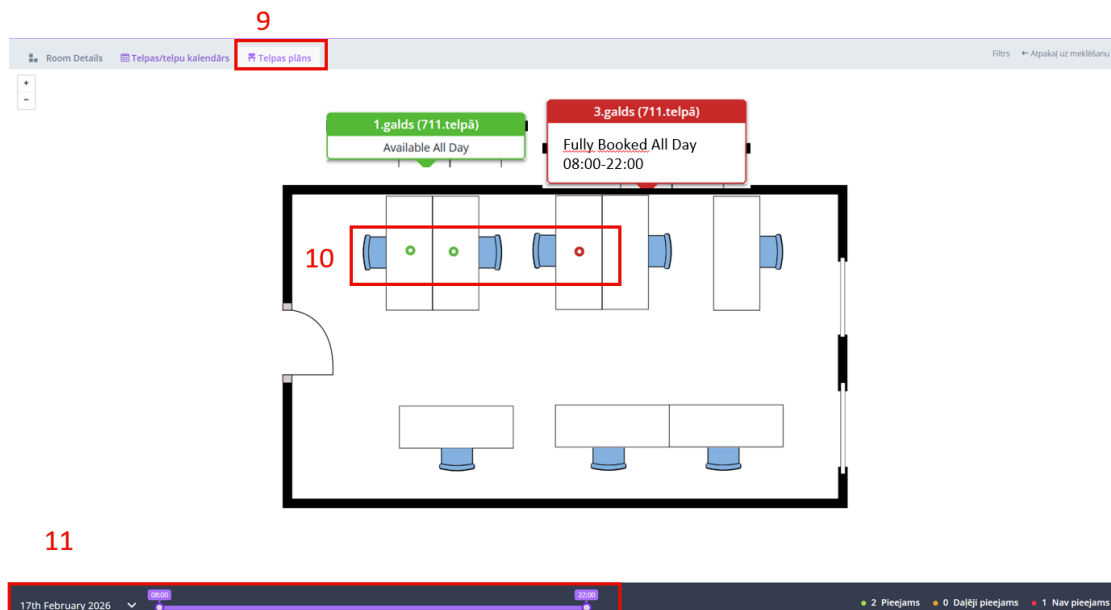 9
Room Details Telpas/telpu kalendārs Telpas plāns Filtrs ← Atpakaļ uz meklēšanu
+
-
1.galds (711.telpā)
Available All Day
3.galds (711.telpā)
Fully Booked All Day
08:00-22:00
10
11
08:00 22:00
17th February 2026 2 Pieejams 0 Daļēji pieejams 1 Nav pieejams